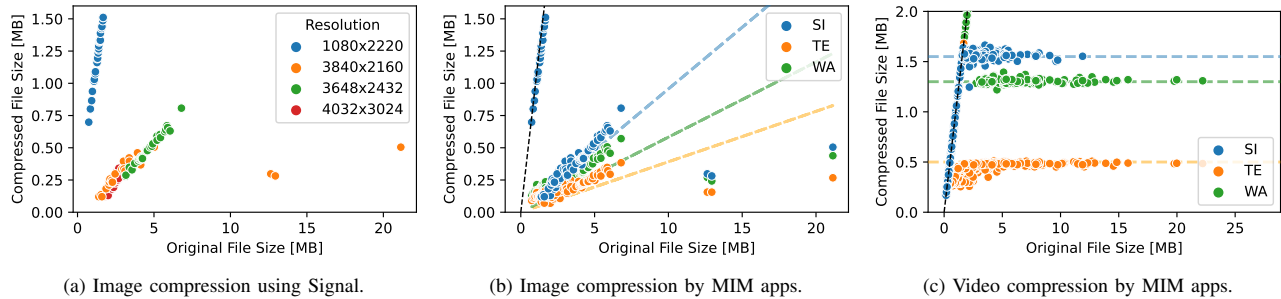 Compressed File Size [MB]
1.50
1.25
1.00
0.75
0.50
0.25
0.00
0
5
10
15
20
Original File Size [MB]
Resolution
1080x2220
3840x2160
3648x2432
4032x3024
(a) Image compression using Signal.
Compressed File Size [MB]
1.50
1.25
1.00
0.75
0.50
0.25
0.00
0
5
10
15
20
Original File Size [MB]
SI
TE
WA
(b) Image compression by MIM apps.
Compressed File Size [MB]
2.0
1.5
1.0
0.5
0.0
0
5
10
15
20
25
Original File Size [MB]
SI
TE
WA
(c) Video compression by MIM apps.